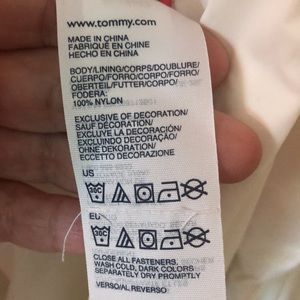 www.tommy.com
MADE IN CHINA
FABRIQUÉ EN CHINE
HECHO EN CHINA
BODY/LINING/CORPS/DOUBLURE/
CUERPO/FORRO/CORPO/FORRO/
OBERTEIL/FUTTER/CORPO/
FODERA:
100% NYLON
EXCLUSIVE OF DECORATION/
SAUF DECORATION/
EXCLUYE LA DECORACIÓN/
EXCLUINDO DECORAÇÃO/
OHNE DEKORATION/
ECCETTO DECORAZIONE
US
EU
30C
CLOSE ALL FASTENERS,
WASH COLD, DARK COLORS
SEPARATELY DRY PROMPTLY
VERSO/AL REVERSO/